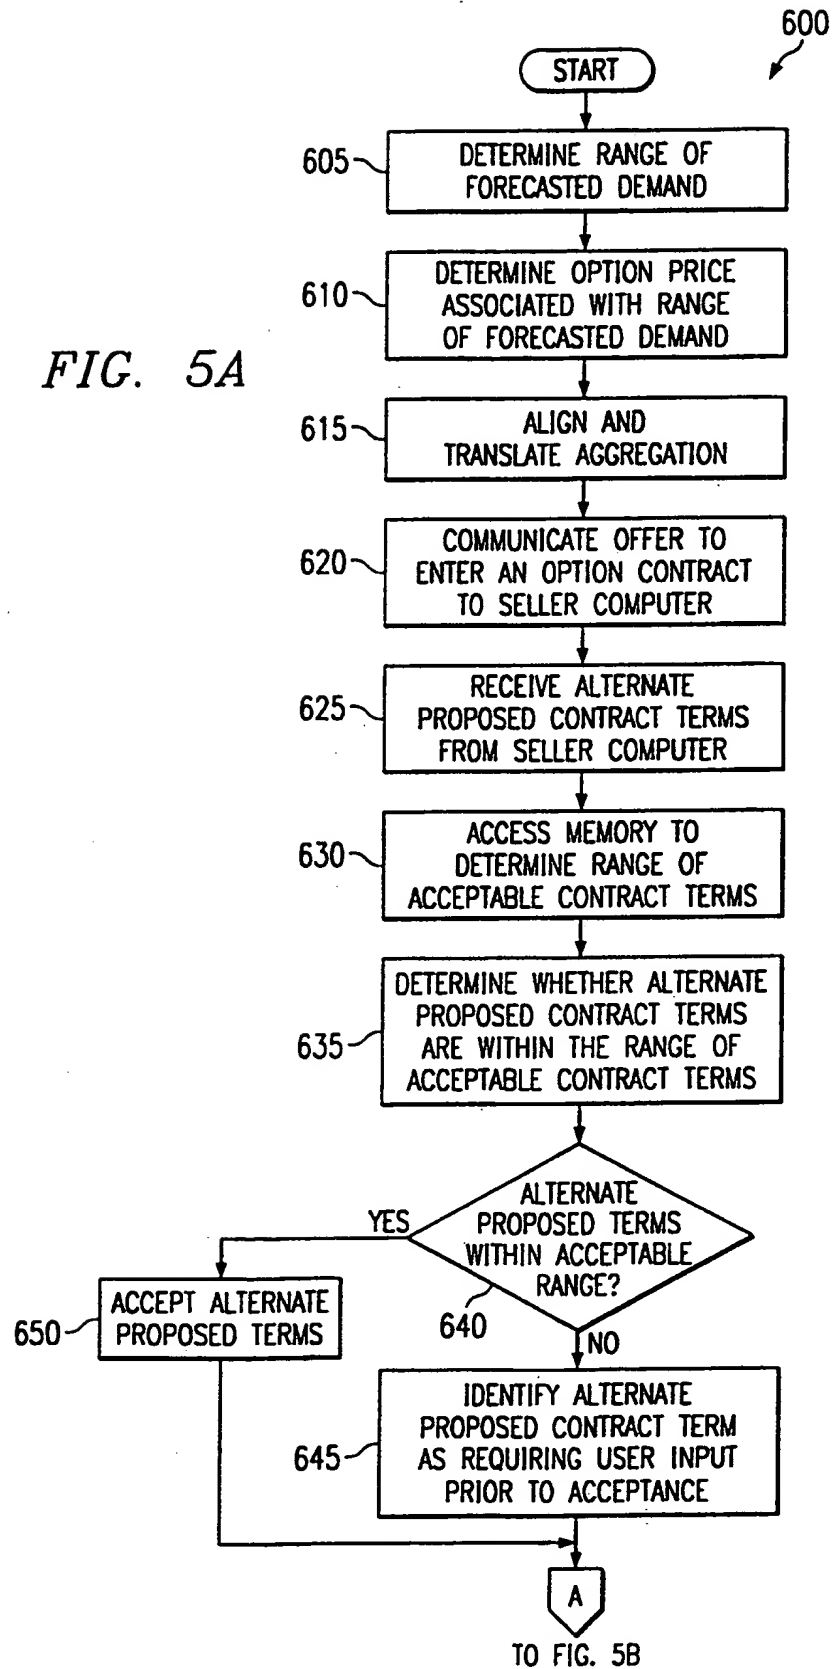 600
START
605
DETERMINE RANGE OF
FORECASTED DEMAND
610
DETERMINE OPTION PRICE
ASSOCIATED WITH RANGE
OF FORECASTED DEMAND
FIG. 5A
615
ALIGN AND
TRANSLATE AGGREGATION
620
COMMUNICATE OFFER TO
ENTER AN OPTION CONTRACT
TO SELLER COMPUTER
625
RECEIVE ALTERNATE
PROPOSED CONTRACT TERMS
FROM SELLER COMPUTER
630
ACCESS MEMORY TO
DETERMINE RANGE OF
ACCEPTABLE CONTRACT TERMS
635
DETERMINE WHETHER ALTERNATE
PROPOSED CONTRACT TERMS
ARE WITHIN THE RANGE OF
ACCEPTABLE CONTRACT TERMS
ALTERNATE
PROPOSED TERMS
WITHIN ACCEPTABLE
RANGE?
640
YES
650
ACCEPT ALTERNATE
PROPOSED TERMS
NO
645
IDENTIFY ALTERNATE
PROPOSED CONTRACT TERM
AS REQUIRING USER INPUT
PRIOR TO ACCEPTANCE
A
TO FIG. 5B